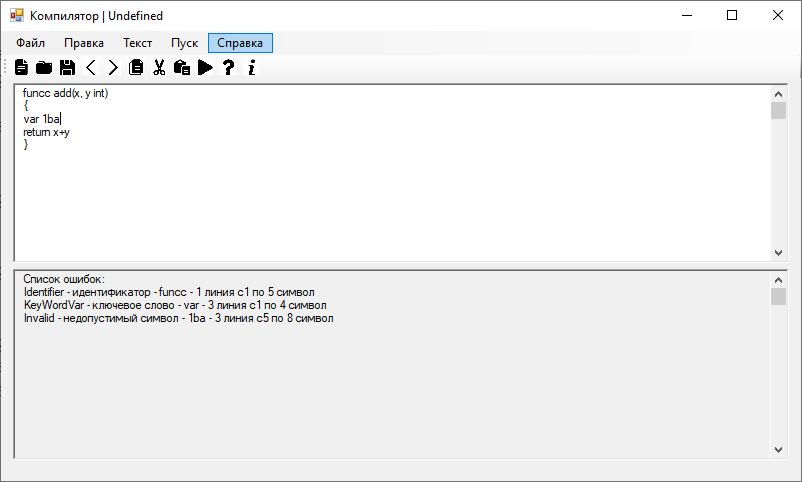 Компилятор | Undefined
Файл Правка Текст Пуск Справка
funcc add(x, y int)
{
var 1ba
return x+y
}
Список ошибок:
Identifier - идентификатор - funcc - 1 линия с1 по 5 символ
KeyWordVar - ключевое слово - var - 3 линия с1 по 4 символ
Invalid - недопустимый символ - 1ba - 3 линия с5 по 8 символ